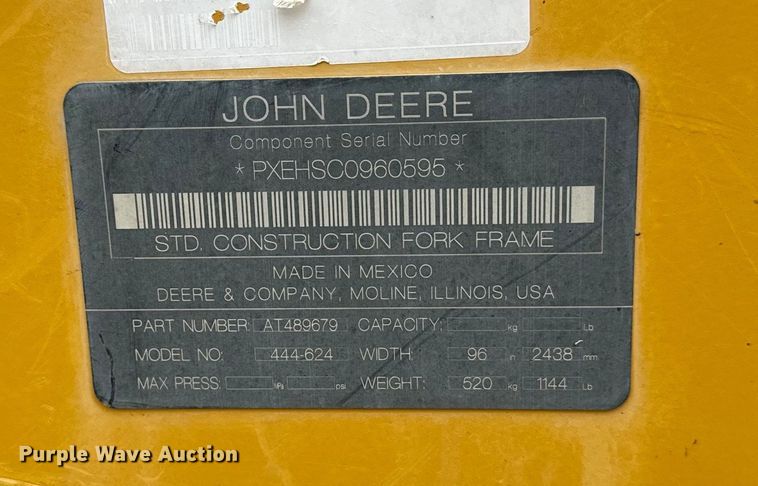 JOHN DEERE
Component Serial Number
* PXEHSC0960595 *
STD. CONSTRUCTION FORK FRAME
MADE IN MEXICO
DEERE & COMPANY, MOLINE, ILLINOIS, USA
PART NUMBER: AT489679 CAPACITY: kg Lb
MODEL NO: 444-624 WIDTH: 96 in 2438 mm
MAX PRESS: kPa psi WEIGHT: 520 kg 1144 Lb
Purple Wave Auction